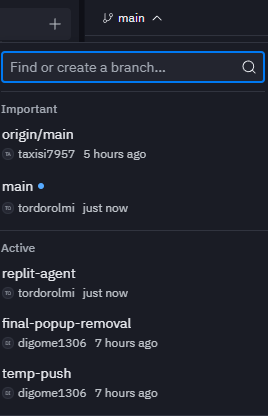 main
Find or create a branch...
Important
origin/main
TA taxisi7957 5 hours ago
main
TO tordorolmi just now
Active
replit-agent
TO tordorolmi just now
final-popup-removal
DI digome1306 7 hours ago
temp-push
DI digome1306 7 hours ago